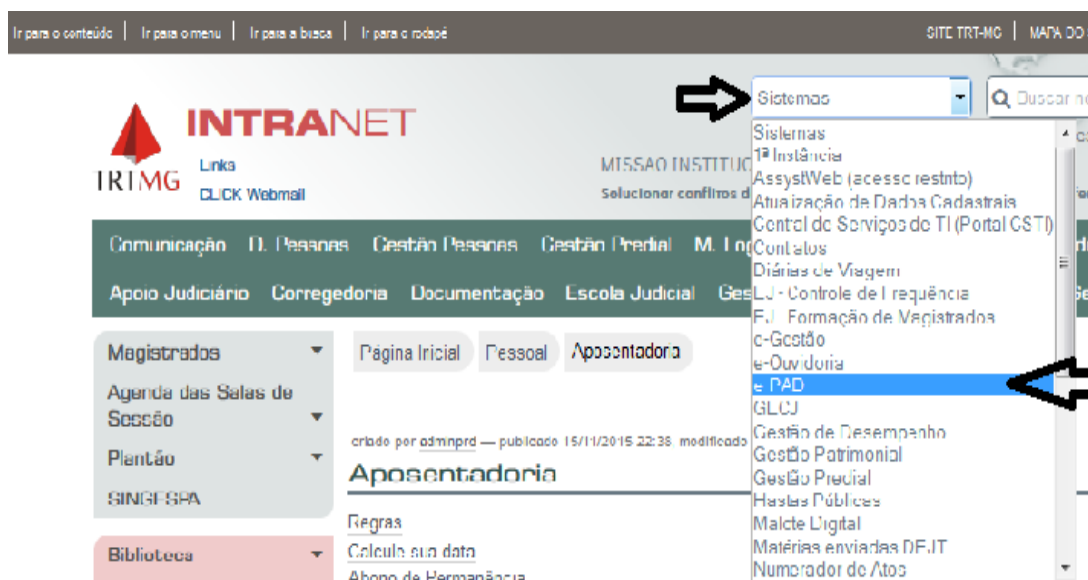 Ir para o conteúdo | Ir para o menu | Ir para a busca | Ir para o rodapé
SITE TRT-MG | MAPA DO
INTRANET
TRTMG
Links
CLICK Webmail
Sistemas
Buscar
MISSAO
Solucionar conflitos
Comunicação D. Pessoas Gestão Pessoas Gestão Predial
Apoio Judiciário Corregedoria Documentação Escola Judicial
Magistrados
Agenda das Salas de
Sessão
Plantão
SINGESPA
Biblioteca
Página Inicial Pessoal Aposentadoria
criado por admnprd — publicado 15/11/2015 22:38, modificado
Aposentadoria
Regras
Calcule sua data
Abono de Permanência
Sistemas
1ª Instância
AssystWeb (acesso restrito)
Atualização de Dados Cadastrais
Central de Serviços de TI (Portal CSTI)
Contatos
Diárias de Viagem
EJ - Controle de Frequência
EJ - Formação de Magistrados
e-Gestão
e-Ouvidoria
e-PAD
Gestão de Desempenho
Gestão Patrimonial
Gestão Predial
Hastas Públicas
Malote Digital
Matérias enviadas DEJT
Numerador de Atos